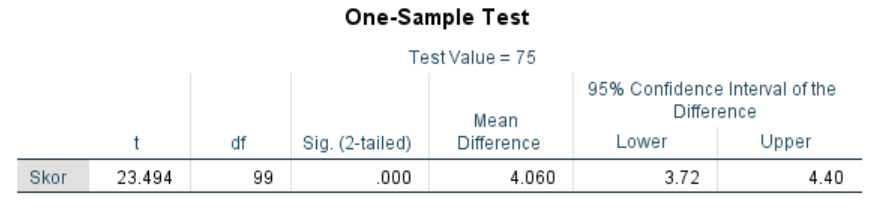 One-Sample Test
Test Value = 75
95% Confidence Interval of the
Difference
t df Sig. (2-tailed) Mean
Difference Lower Upper
Skor 23.494 99 .000 4.060 3.72 4.40